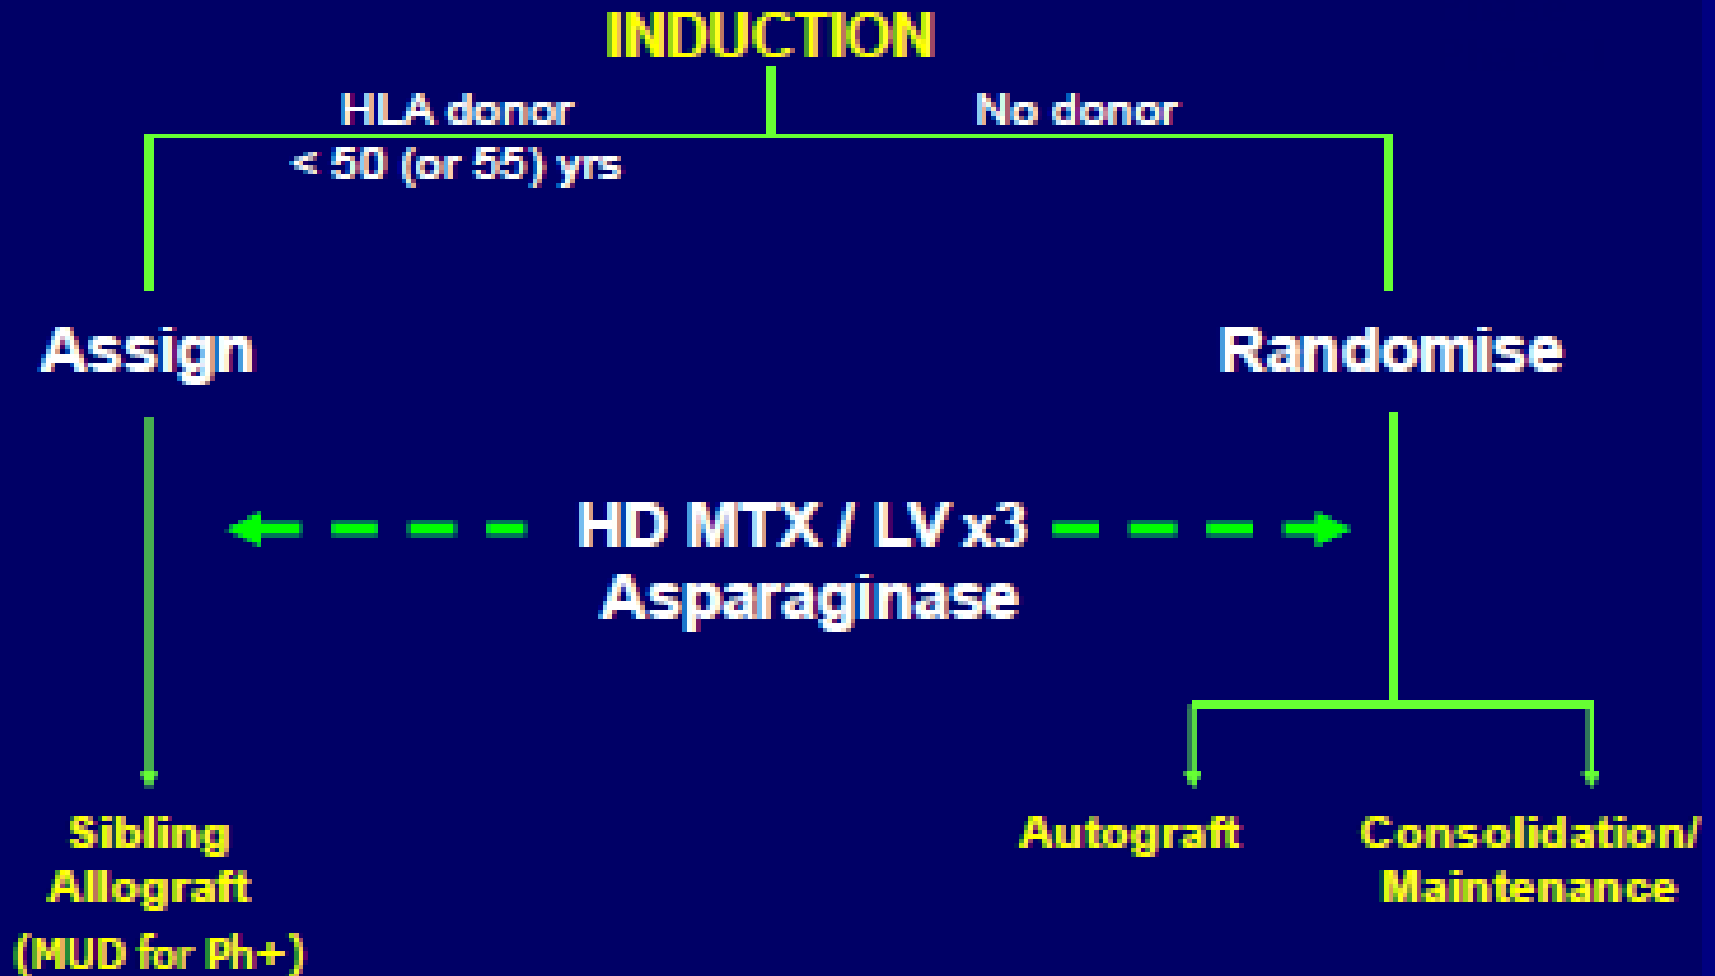 INDUCTION
HLA donor
< 50 (or 55) yrs
No donor
Assign
Randomise
HD MTX / LV x3
Asparaginase
Sibling
Allograft
(MUD for Ph+)
Autograft
Consolidation/
Maintenance